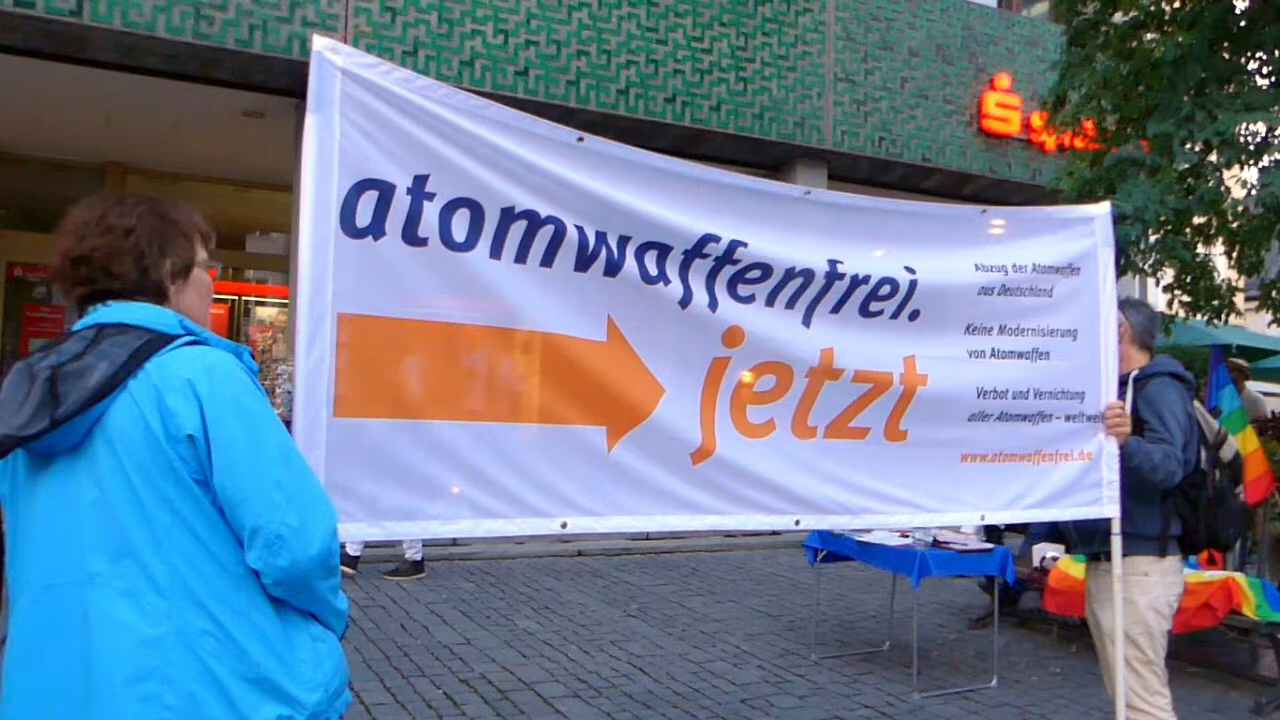 atomwaffenfrei.
jetzt
Abzug der Atomwaffen
aus Deutschland
Keine Modernisierung
von Atomwaffen
Verbot und Vernichtung
aller Atomwaffen – weltweit
www.atomwaffenfrei.de